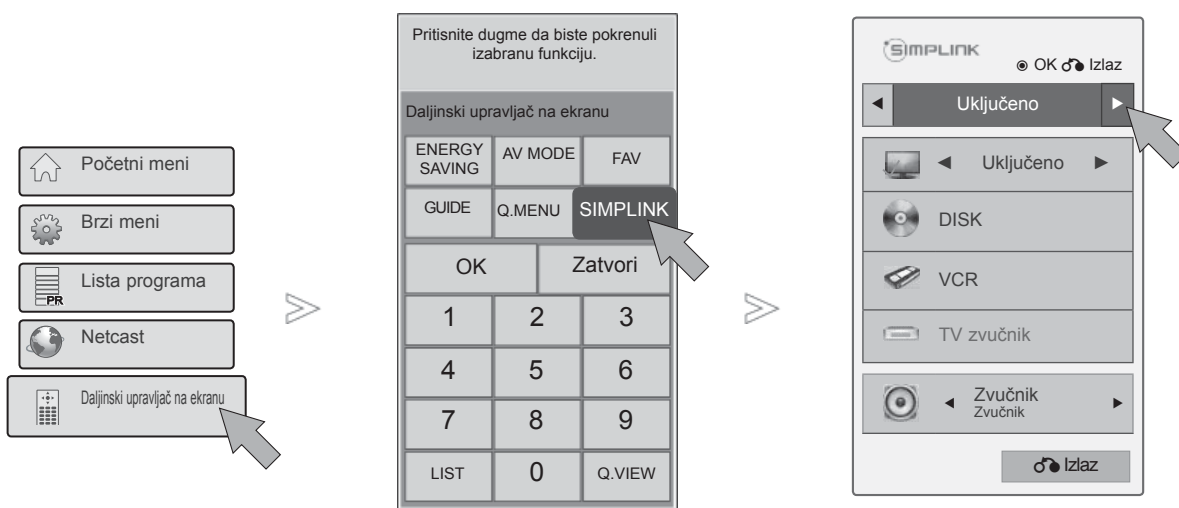 Početni meni
Brzi meni
Lista programa
PR
Netcast
Daljinski upravljač na ekranu
Pritisnite dugme da biste pokrenuli
izabranu funkciju.
Daljinski upravljač na ekranu
ENERGY
SAVING
AV MODE
FAV
GUIDE
Q.MENU
SIMPLINK
OK
Zatvori
1
2
3
4
5
6
7
8
9
LIST
0
Q.VIEW
SIMPLINK
OK
Izlaz
Uključeno
Uključeno
DISK
VCR
TV zvučnik
Zvučnik
Zvučnik
Izlaz